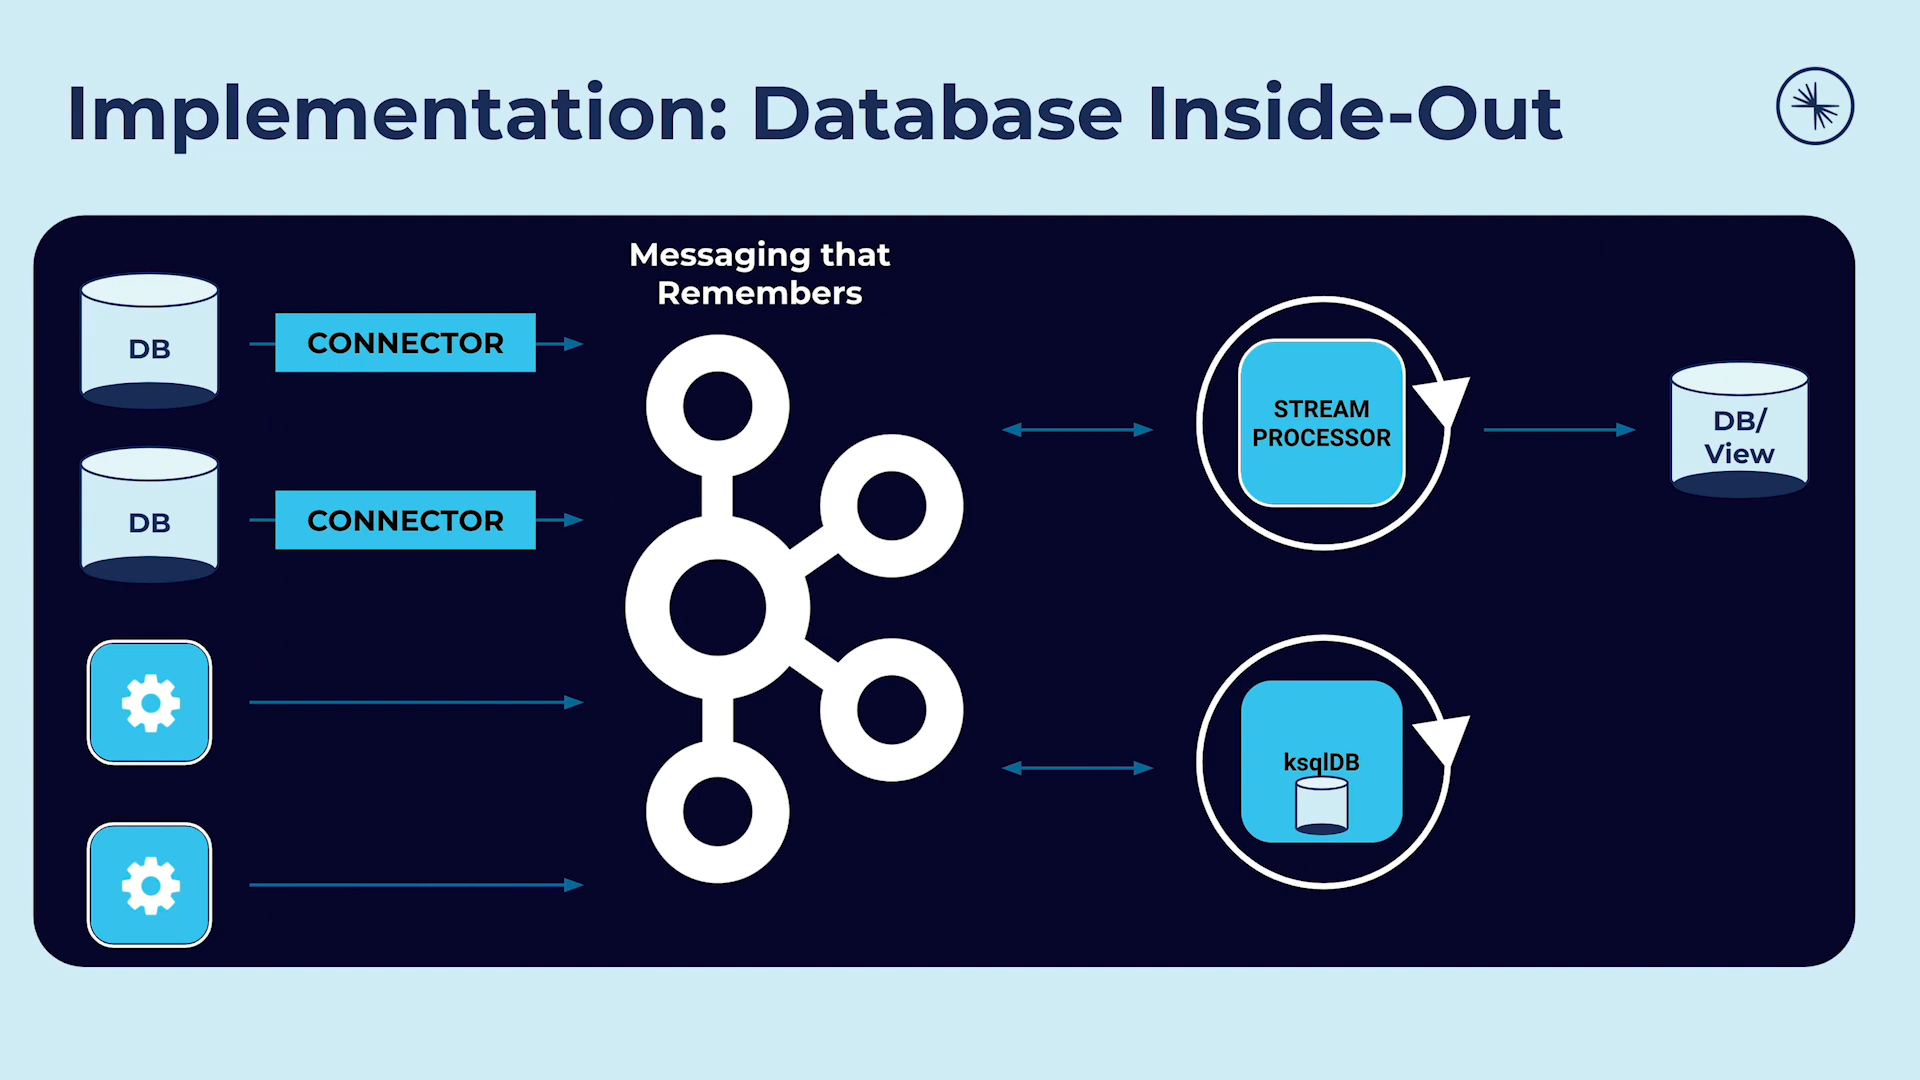 Implementation: Database Inside-Out
Messaging that
Remembers
DB
CONNECTOR
DB
CONNECTOR
STREAM
PROCESSOR
DB/
View
ksqlDB